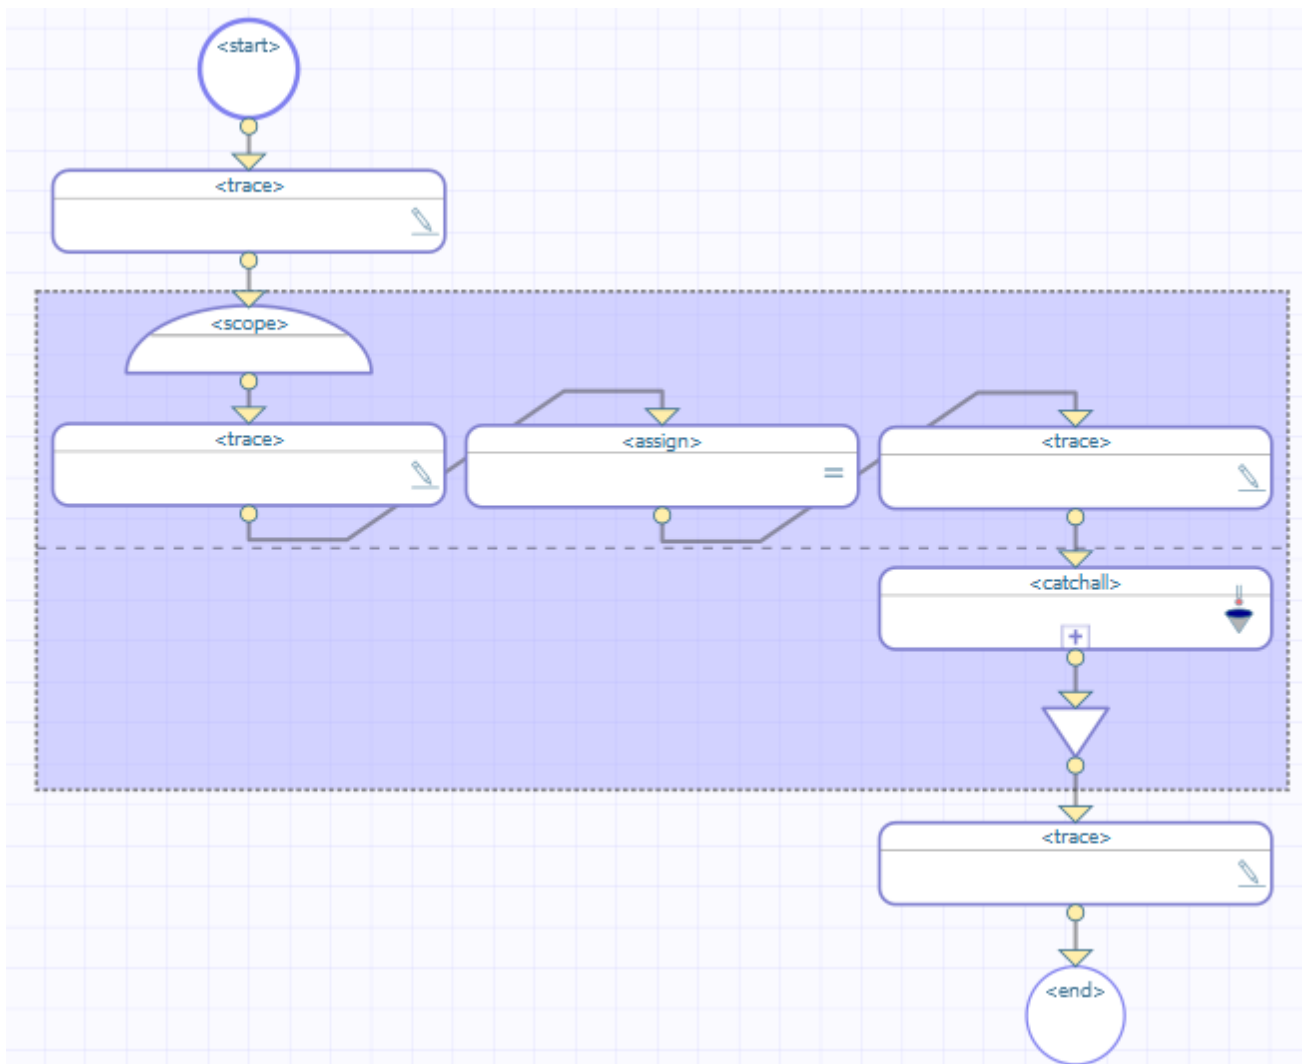 <start>
<trace>
<scope>
<trace>
<assign>
<trace>
<catchall>
<trace>
<end>